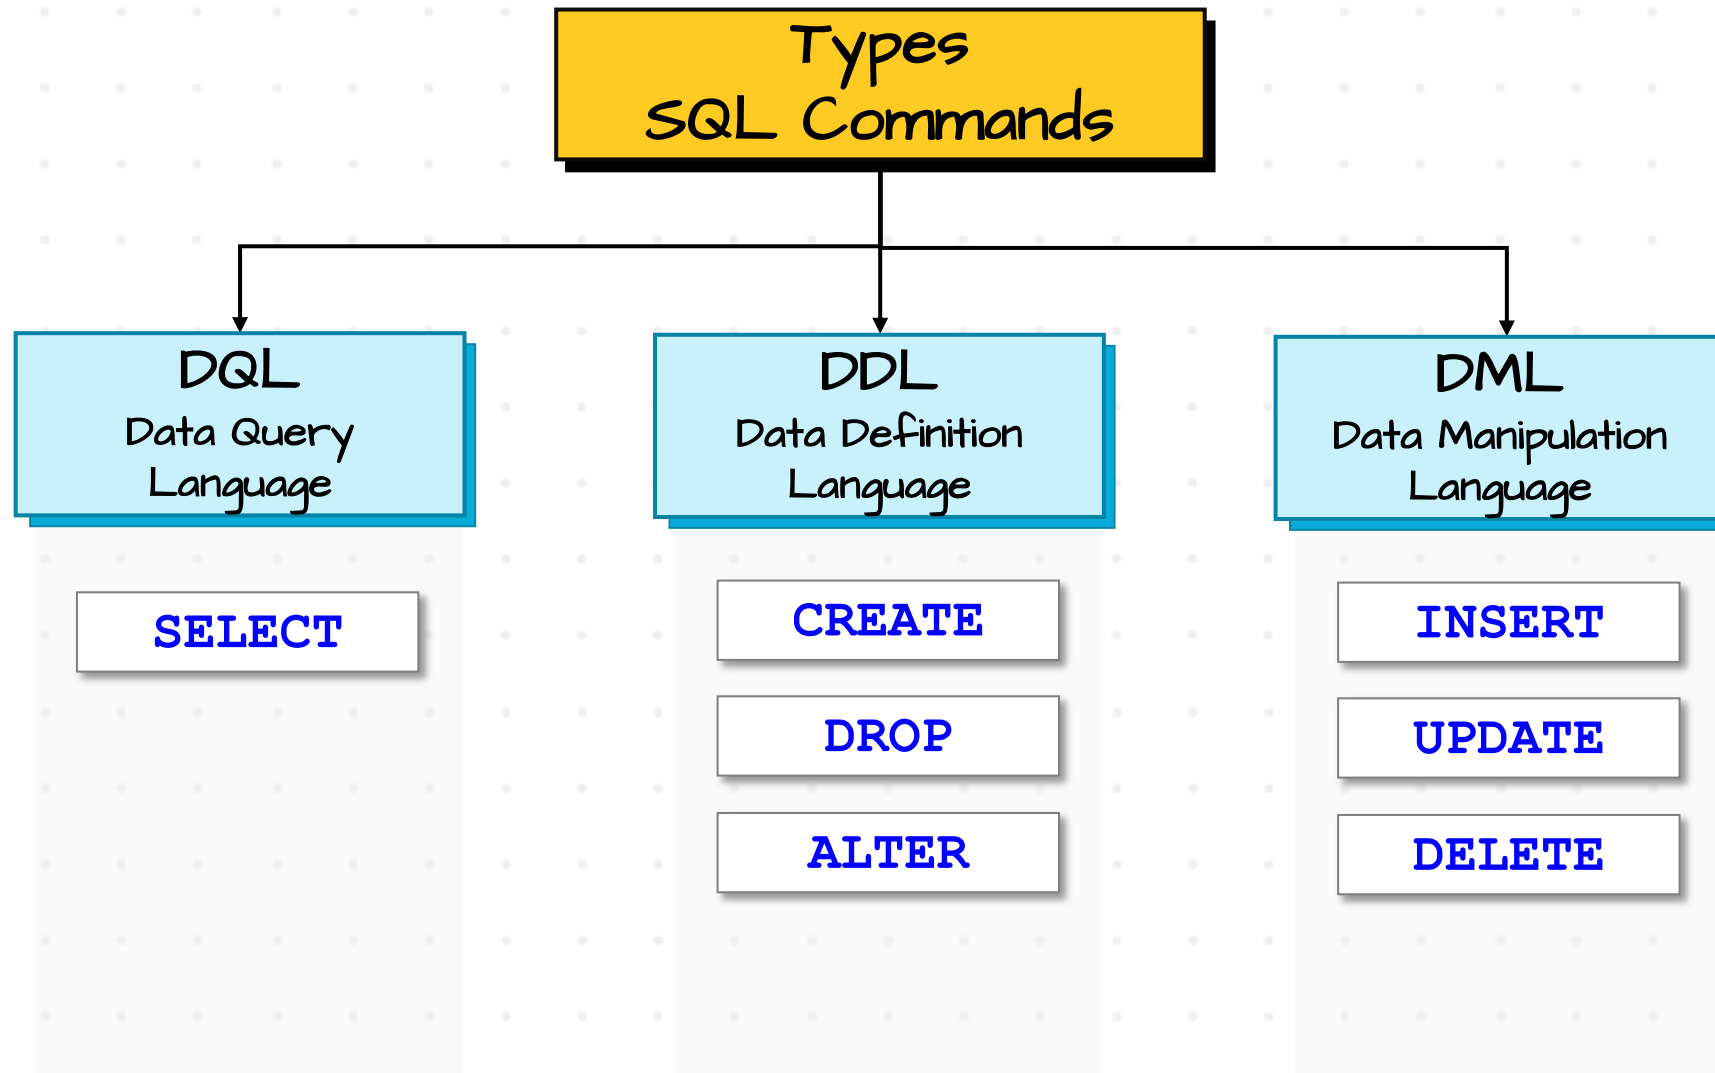 Types
SQL Commands
DQL
Data Query
Language
SELECT
DDL
Data Definition
Language
CREATE
DROP
ALTER
DML
Data Manipulation
Language
INSERT
UPDATE
DELETE